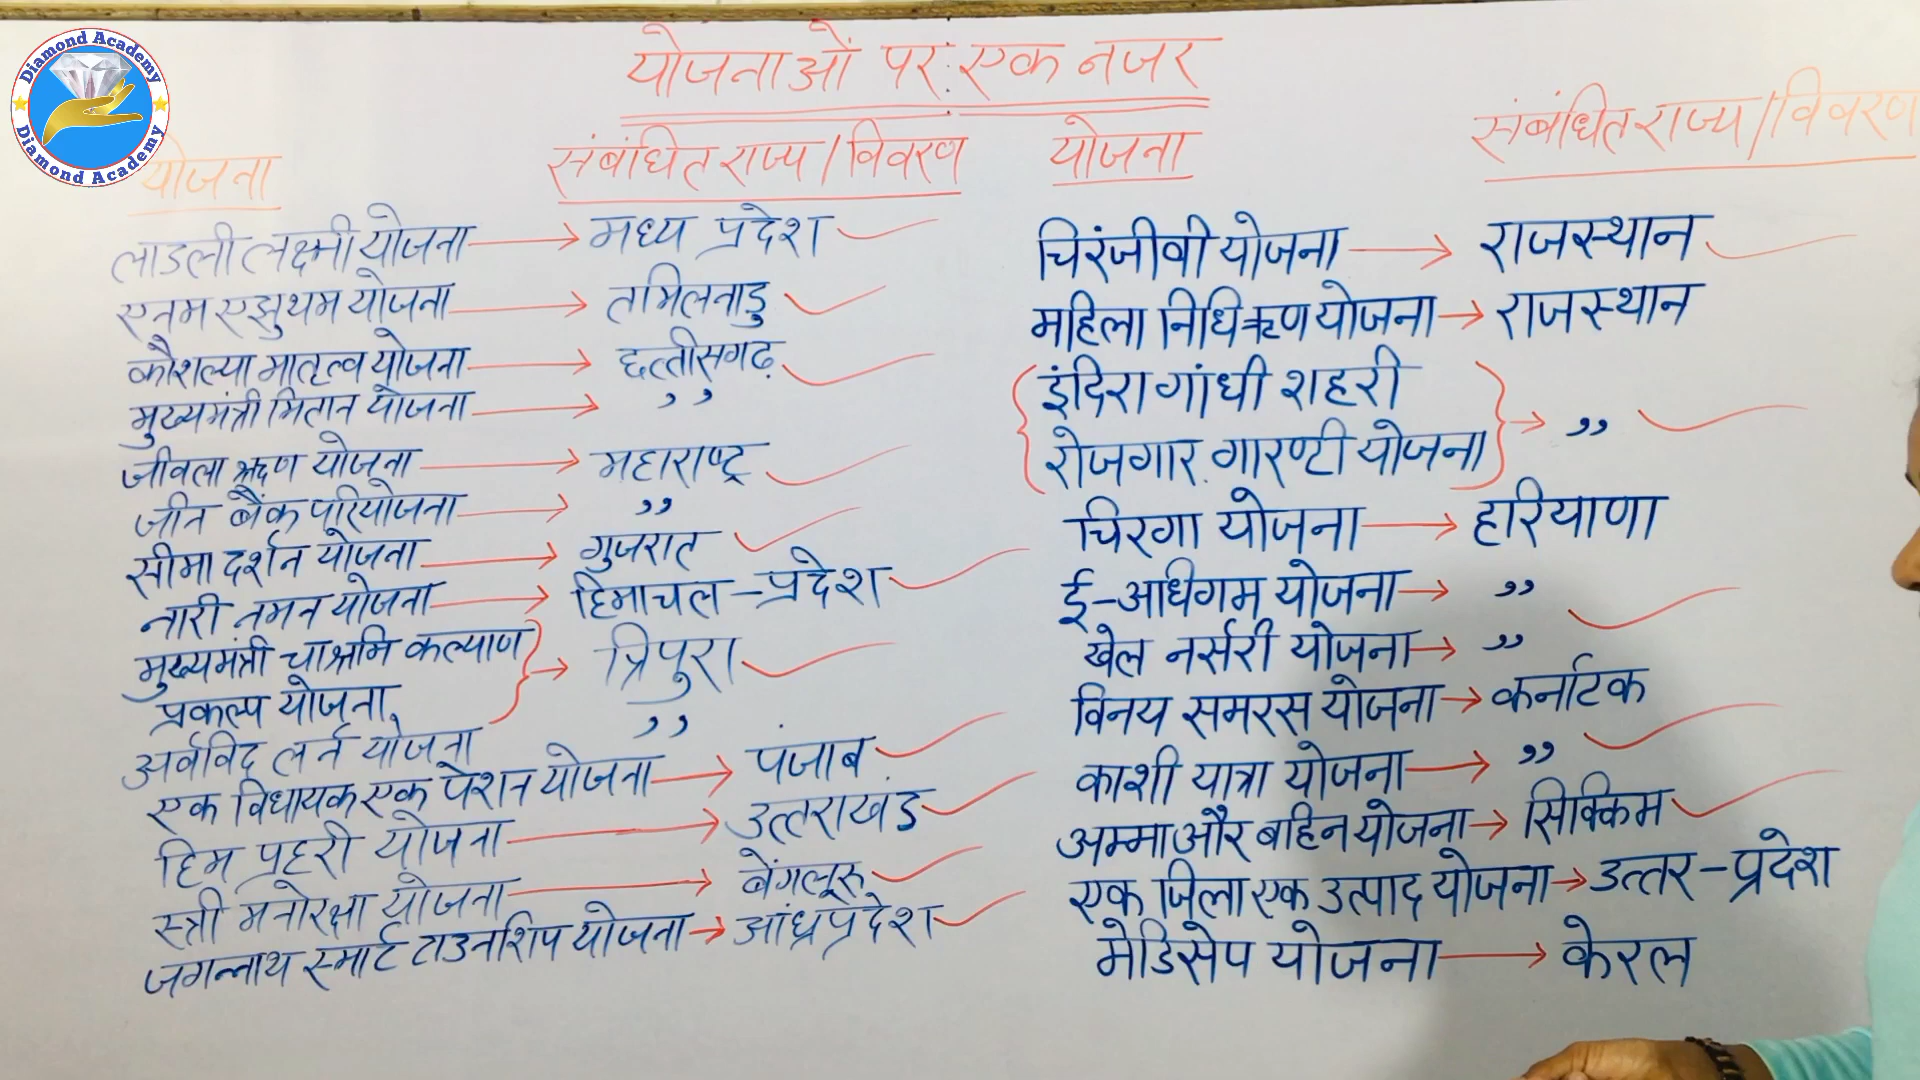 Diamond Academy
Diamond Academy
योजनाओं पर : एक नजर
योजना
संबंधित राज्य / विवरण
लाडली लक्ष्मी योजना → मध्य प्रदेश
एनम एझुथम योजना → तमिलनाडु
कौशल्या मातृत्व योजना → छत्तीसगढ़
मुख्यमंत्री मितान योजना → ,,
जीवला ऋण योजना → महाराष्ट्र
जीन बैंक परियोजना → ,,
सीमा दर्शन योजना → गुजरात
नारी नमन योजना → हिमाचल - प्रदेश
मुख्यमंत्री चाश्रमि कल्याण
प्रकल्प योजना → त्रिपुरा
अर्वविद लर्न योजना ,,
एक विधायक एक पेंशन योजना → पंजाब
हिम प्रहरी योजना → उत्तराखंड
स्त्री मनोरक्षा योजना → बेंगलूरु
जगन्नाथ स्मार्ट टाउनशिप योजना → आंध्रप्रदेश
योजना
संबंधित राज्य / विवरण
चिरंजीवी योजना → राजस्थान
महिला निधि ऋण योजना → राजस्थान
इंदिरा गांधी शहरी
रोजगार गारण्टी योजना → ,,
चिरगा योजना → हरियाणा
ई-अधिगम योजना → ,,
खेल नर्सरी योजना → ,,
विनय समरस योजना → कर्नाटक
काशी यात्रा योजना → ,,
अम्मा और बहिन योजना → सिक्किम
एक जिला एक उत्पाद योजना → उत्तर - प्रदेश
मेडिसेप योजना → केरल